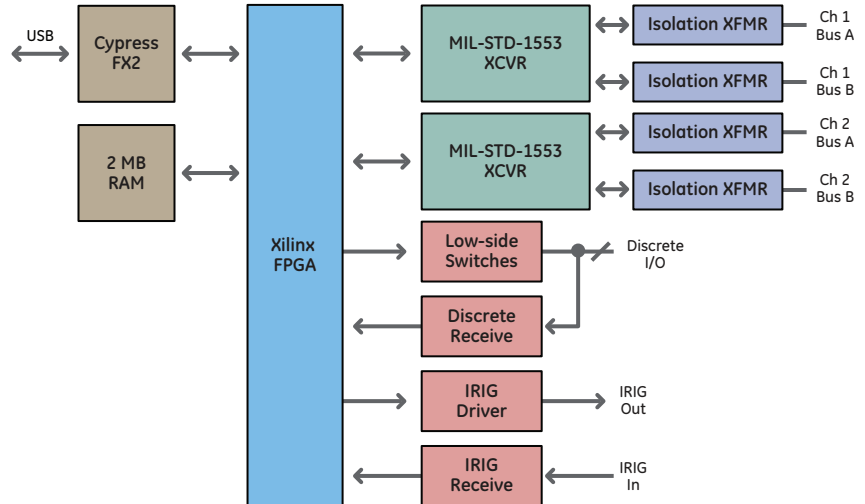 USB
Cypress
FX2
2 MB
RAM
Xilinx
FPGA
MIL-STD-1553
XCVR
Isolation XFMR
Ch 1
Bus A
Isolation XFMR
Ch 1
Bus B
MIL-STD-1553
XCVR
Isolation XFMR
Ch 2
Bus A
Isolation XFMR
Ch 2
Bus B
Low-side
Switches
Discrete
I/O
Discrete
Receive
IRIG
Driver
IRIG
Out
IRIG
Receive
IRIG
In